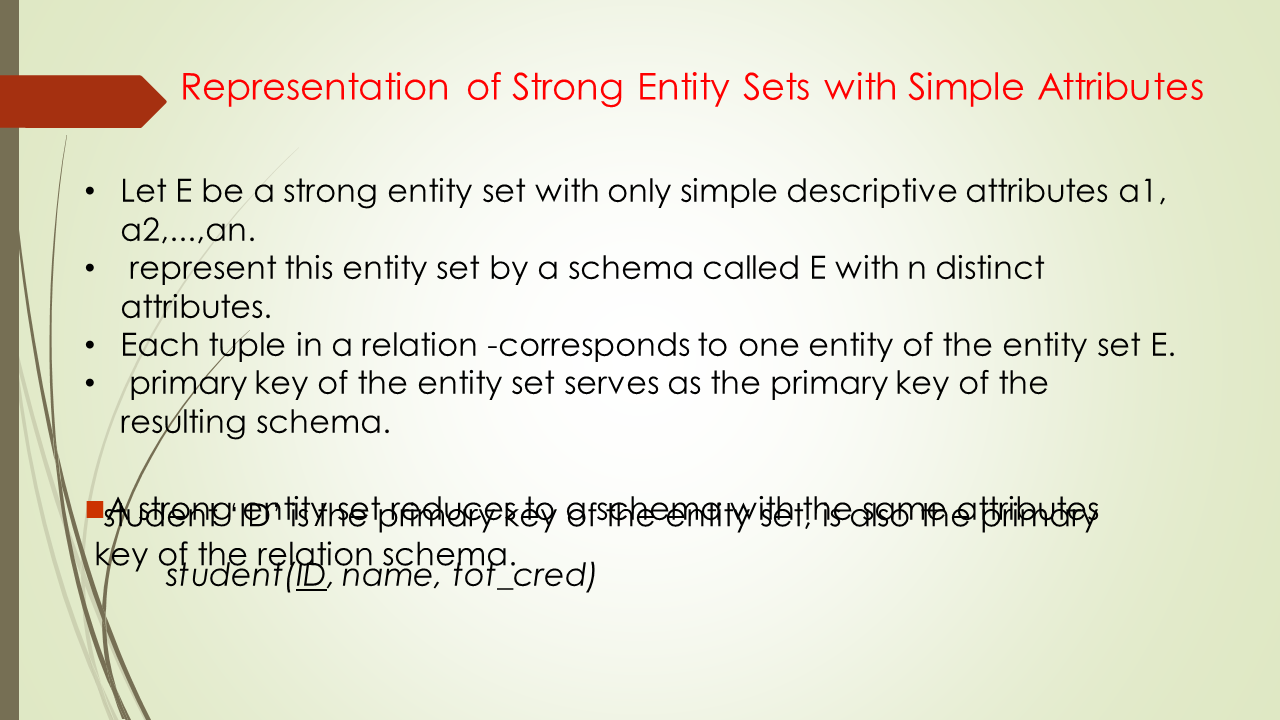 Representation of Strong Entity Sets with Simple Attributes
• Let E be a strong entity set with only simple descriptive attributes a1,
a2,...,an.
• represent this entity set by a schema called E with n distinct
attributes.
• Each tuple in a relation -corresponds to one entity of the entity set E.
• primary key of the entity set serves as the primary key of the
resulting schema.
A strong entity set reduces to a schema with the same attributes
student ‘ID’ is the primary key of the entity set, is also the primary
key of the relation schema.
student(ID, name, tot_cred)